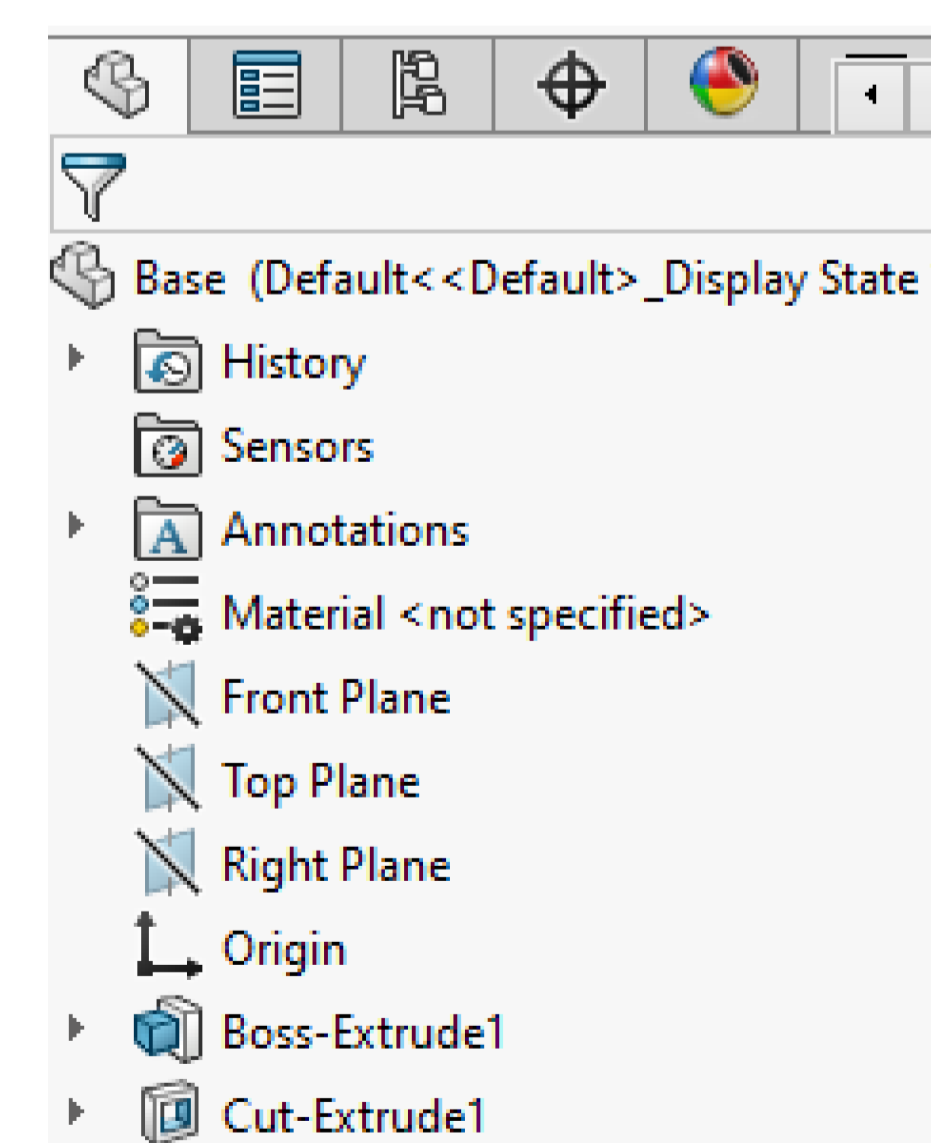 Base (Default<<Default>_Display State
History
Sensors
A Annotations
Material <not specified>
Front Plane
Top Plane
Right Plane
Origin
Boss-Extrude1
Cut-Extrude1